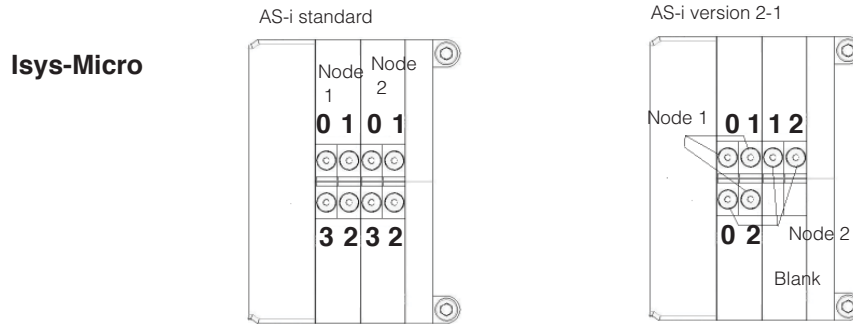 AS-i standard
AS-i version 2-1
Isys-Micro
Node 1
Node 2
0 1 0 1
3 2 3 2
Node 1
0 1 1 2
0 2
Node 2
Blank